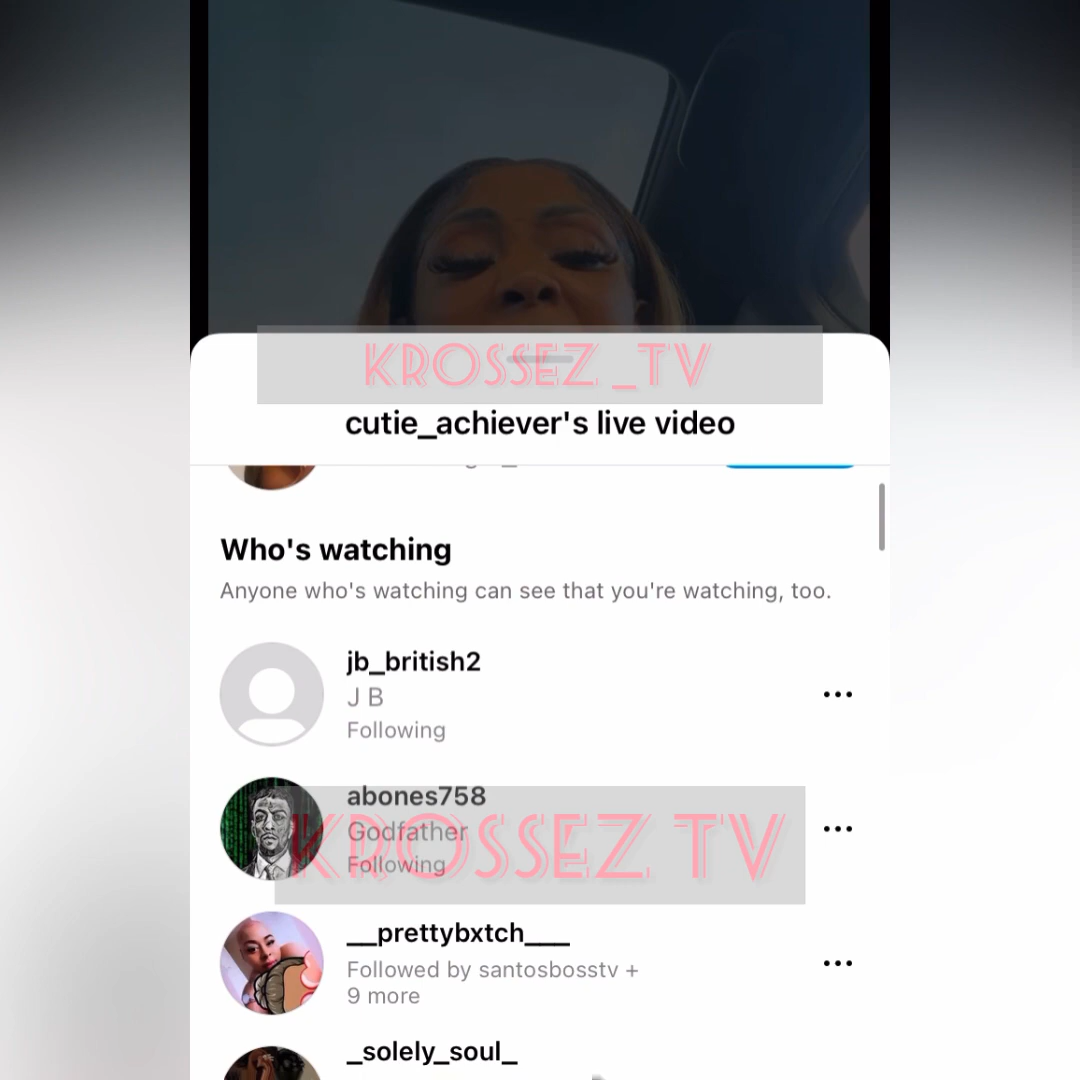 KROSSEZ _TV
cutie_achiever's live video
Who's watching
Anyone who's watching can see that you're watching, too.
jb_british2
J B
Following
abones758
Godfather
Following
KROSSEZ TV
__prettybxtch___
Followed by santosbosstv +
9 more
_solely_soul_